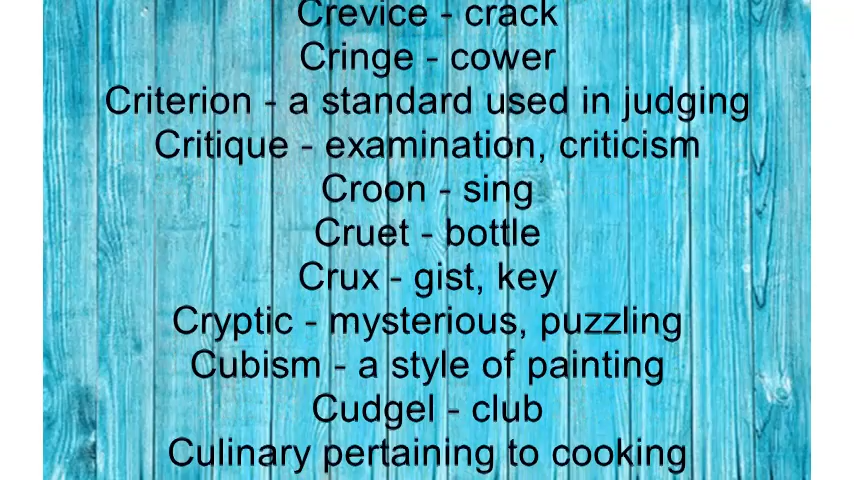 Crevice - crack
Cringe - cower
Criterion - a standard used in judging
Critique - examination, criticism
Croon - sing
Cruet - bottle
Crux - gist, key
Cryptic - mysterious, puzzling
Cubism - a style of painting
Cudgel - club
Culinary pertaining to cooking